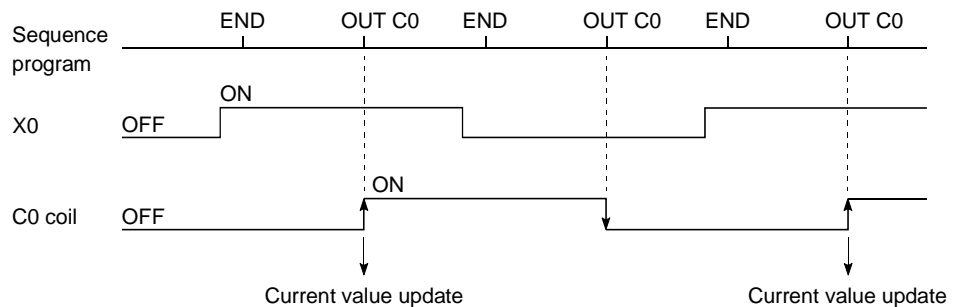 END OUT C0 END OUT C0 END OUT C0
Sequence
program
ON
X0 OFF
ON
C0 coil OFF
Current value update Current value update